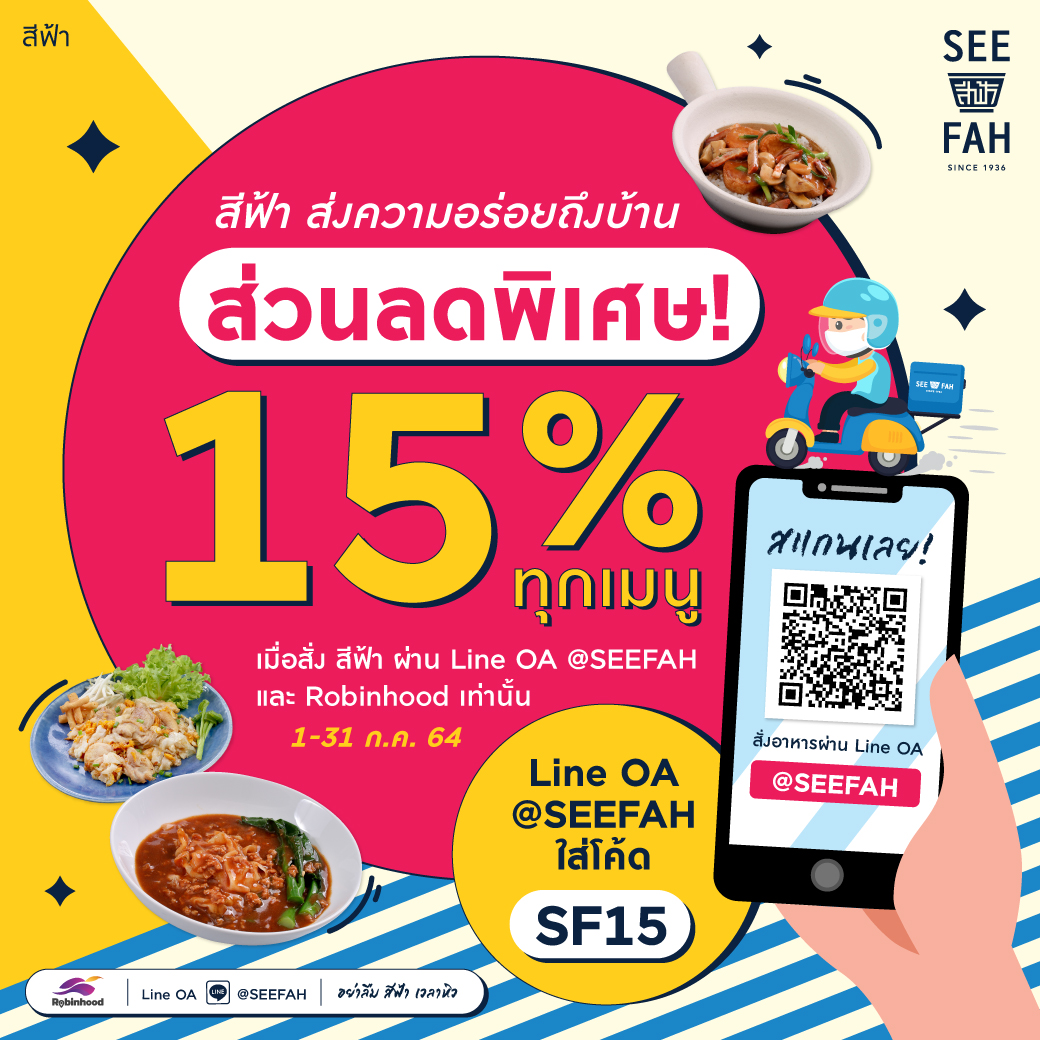 สีฟ้า
SEE
สีฟ้า
FAH
SINCE 1936
สีฟ้า ส่งความอร่อยถึงบ้าน
ส่วนลดพิเศษ!
15%
ทุกเมนู
เมื่อสั่ง สีฟ้า ผ่าน Line OA @SEEFAH
และ Robinhood เท่านั้น
1-31 ก.ค. 64
Line OA
@SEEFAH
ใส่โค้ด
SF15
SEE FAH
สแกนเลย!
สั่งอาหารผ่าน Line OA
@SEEFAH
Robinhood
Line OA LINE @SEEFAH
อย่าลืม สีฟ้า เวลาหิว